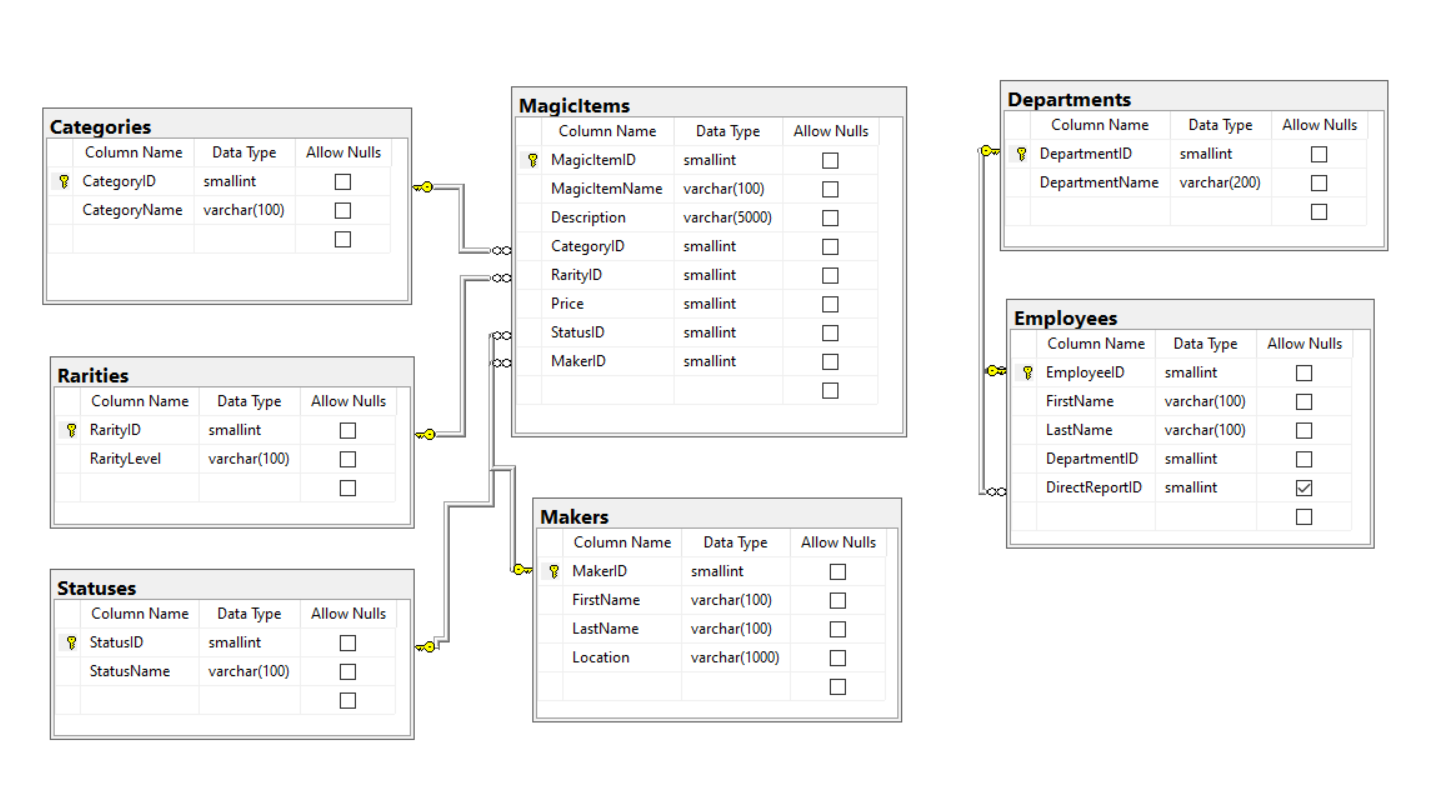 Categories
Column Name Data Type Allow Nulls
CategoryID smallint
CategoryName varchar(100)
Rarities
Column Name Data Type Allow Nulls
RarityID smallint
RarityLevel varchar(100)
Statuses
Column Name Data Type Allow Nulls
StatusID smallint
StatusName varchar(100)
MagicItems
Column Name Data Type Allow Nulls
MagicItemID smallint
MagicItemName varchar(100)
Description varchar(5000)
CategoryID smallint
RarityID smallint
Price smallint
StatusID smallint
MakerID smallint
Makers
Column Name Data Type Allow Nulls
MakerID smallint
FirstName varchar(100)
LastName varchar(100)
Location varchar(1000)
Departments
Column Name Data Type Allow Nulls
DepartmentID smallint
DepartmentName varchar(200)
Employees
Column Name Data Type Allow Nulls
EmployeeID smallint
FirstName varchar(100)
LastName varchar(100)
DepartmentID smallint
DirectReportID smallint